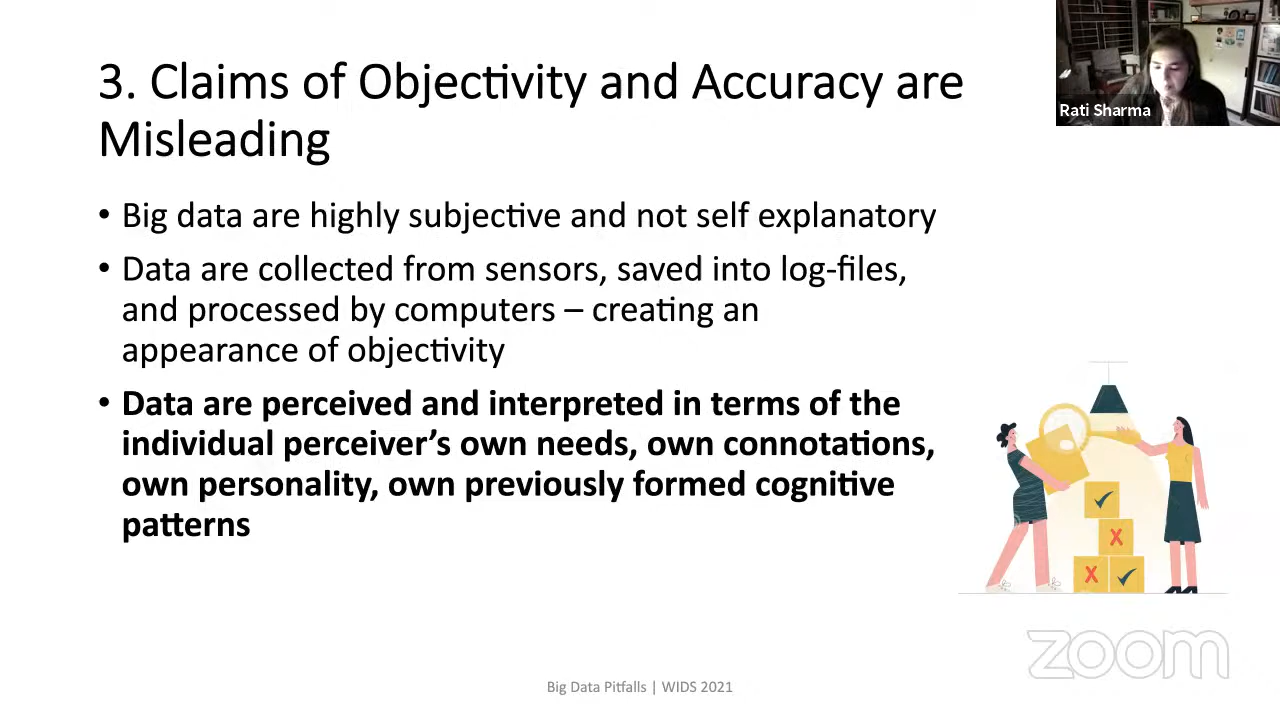 3. Claims of Objectivity and Accuracy are
Misleading
Rati Sharma
• Big data are highly subjective and not self explanatory
• Data are collected from sensors, saved into log-files,
and processed by computers – creating an
appearance of objectivity
• Data are perceived and interpreted in terms of the
individual perceiver’s own needs, own connotations,
own personality, own previously formed cognitive
patterns
zoom
Big Data Pitfalls | WIDS 2021